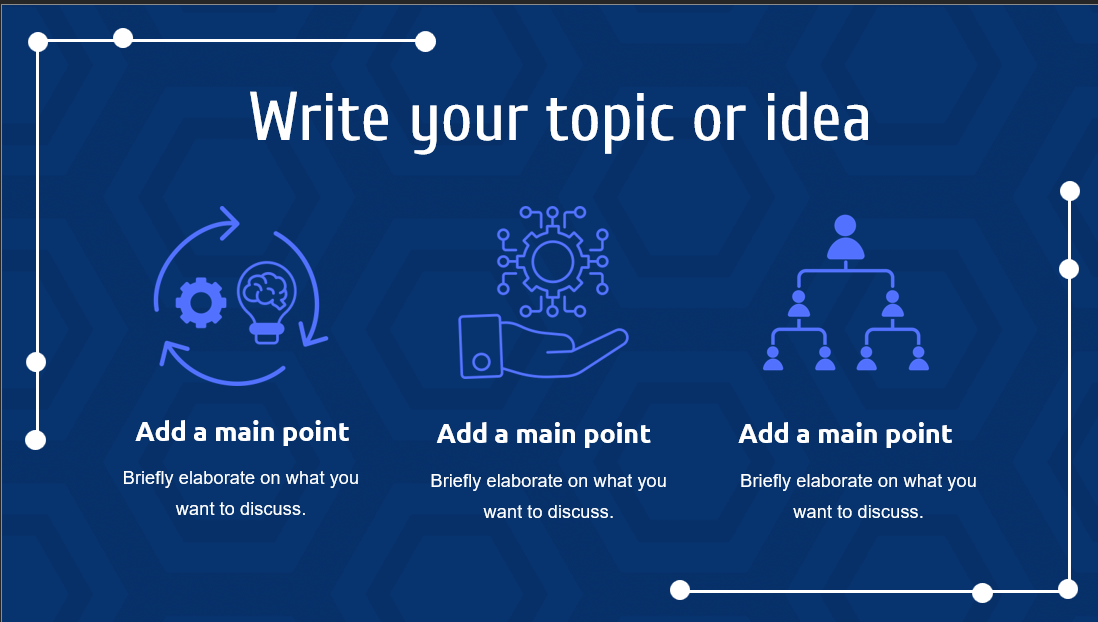 Write your topic or idea
Add a main point
Briefly elaborate on what you
want to discuss.
Add a main point
Briefly elaborate on what you
want to discuss.
Add a main point
Briefly elaborate on what you
want to discuss.